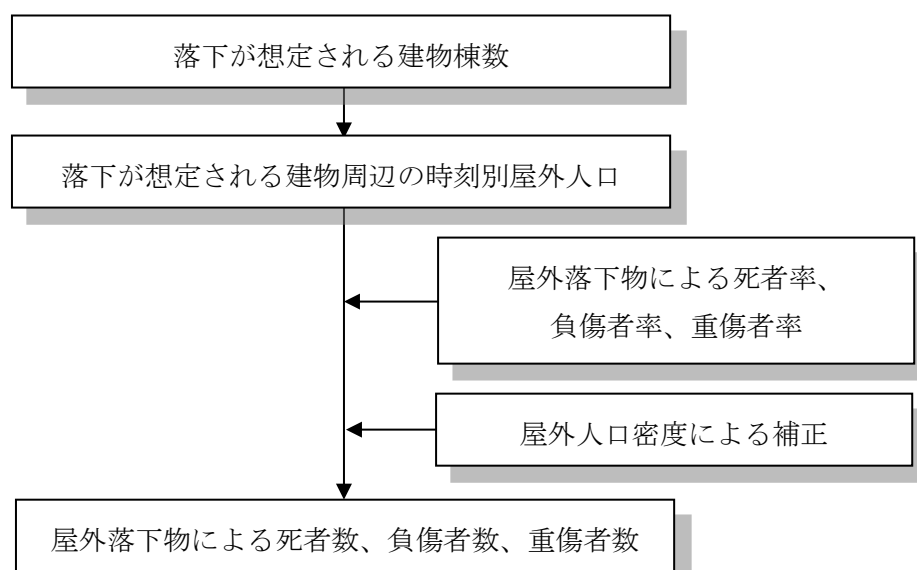 落下が想定される建物棟数
落下が想定される建物周辺の時刻別屋外人口
屋外落下物による死者率、
負傷者率、重傷者率
屋外人口密度による補正
屋外落下物による死者数、負傷者数、重傷者数